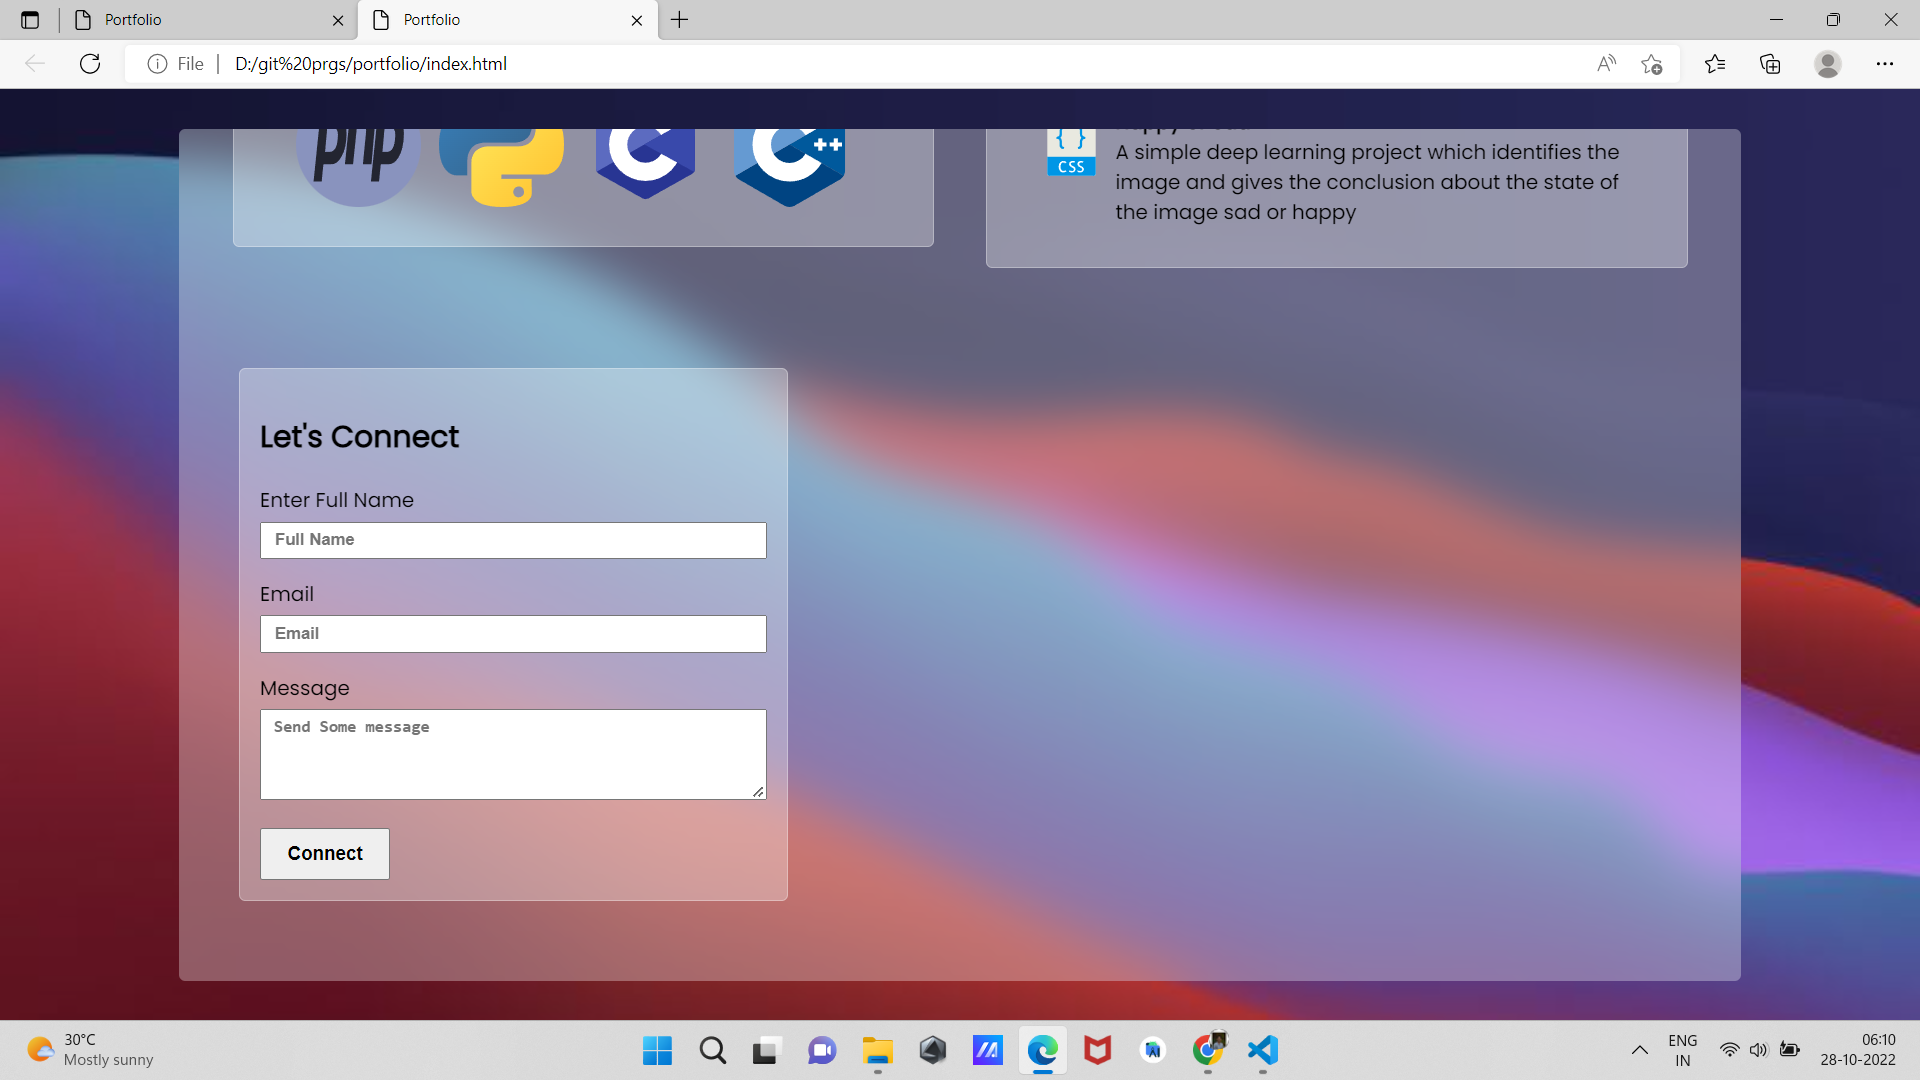 Portfolio
Portfolio
File
D:/git%20prgs/portfolio/index.html
php
C
C++
CSS
A simple deep learning project which identifies the
image and gives the conclusion about the state of
the image sad or happy
Let's Connect
Enter Full Name
Full Name
Email
Email
Message
Send Some message
Connect
30°C
Mostly sunny
ENG
IN
06:10
28-10-2022